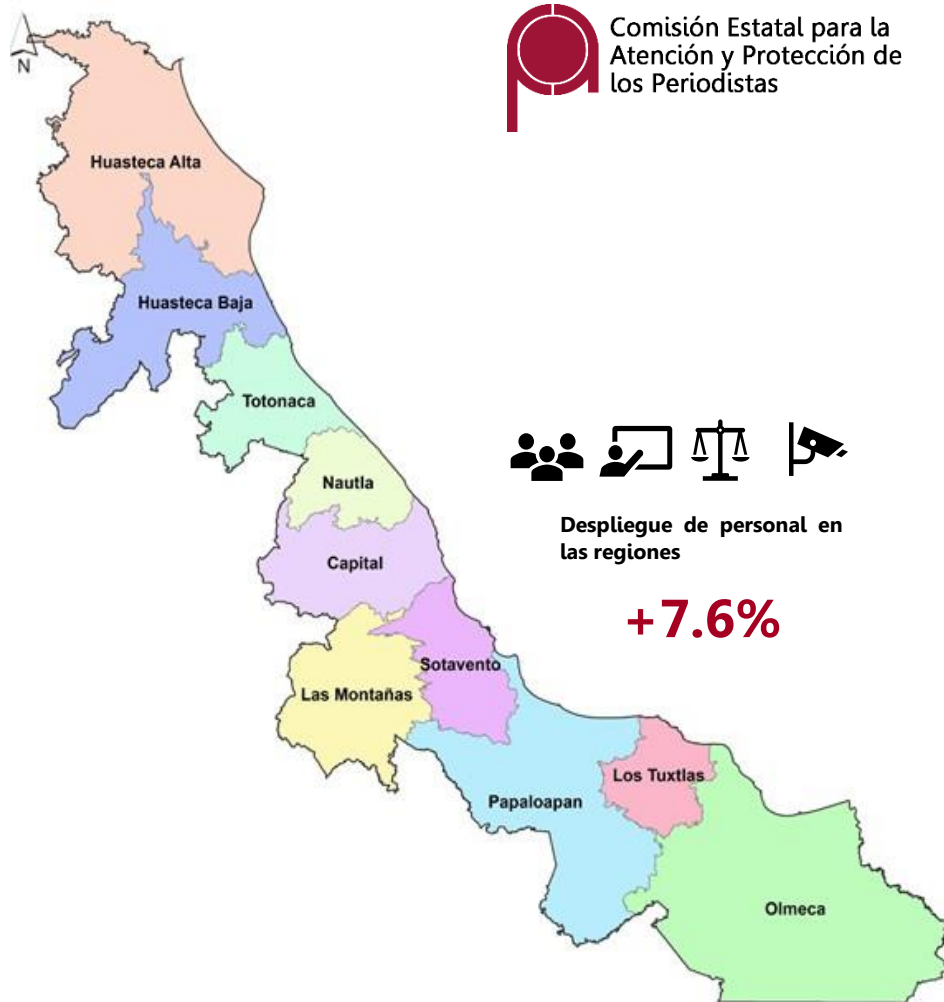 Comisión Estatal para la
Atención y Protección de
los Periodistas
N
Huasteca Alta
Huasteca Baja
Totonaca
Nautla
Capital
Despliegue de personal en
las regiones
+7.6%
Sotavento
Las Montañas
Los Tuxtlas
Papaloapan
Olmeca